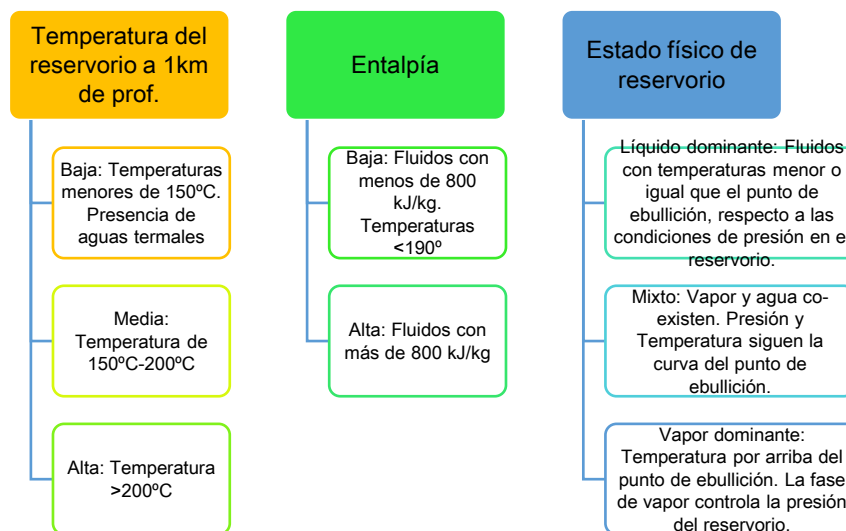 Temperatura del
reservorio a 1km
de prof.
Baja: Temperaturas
menores de 150ºC.
Presencia de
aguas termales
Media:
Temperatura de
150ºC-200ºC
Alta: Temperatura
>200ºC
Entalpía
Baja: Fluidos con
menos de 800
kJ/kg.
Temperaturas
<190º
Alta: Fluidos con
más de 800 kJ/kg
Estado físico de
reservorio
Líquido dominante: Fluidos
con temperaturas menor o
igual que el punto de
ebullición, respecto a las
condiciones de presión en el
reservorio.
Mixto: Vapor y agua co-
existen. Presión y
Temperatura siguen la
curva del punto de
ebullición.
Vapor dominante:
Temperatura por arriba del
punto de ebullición. La fase
de vapor controla la presión
del reservorio.